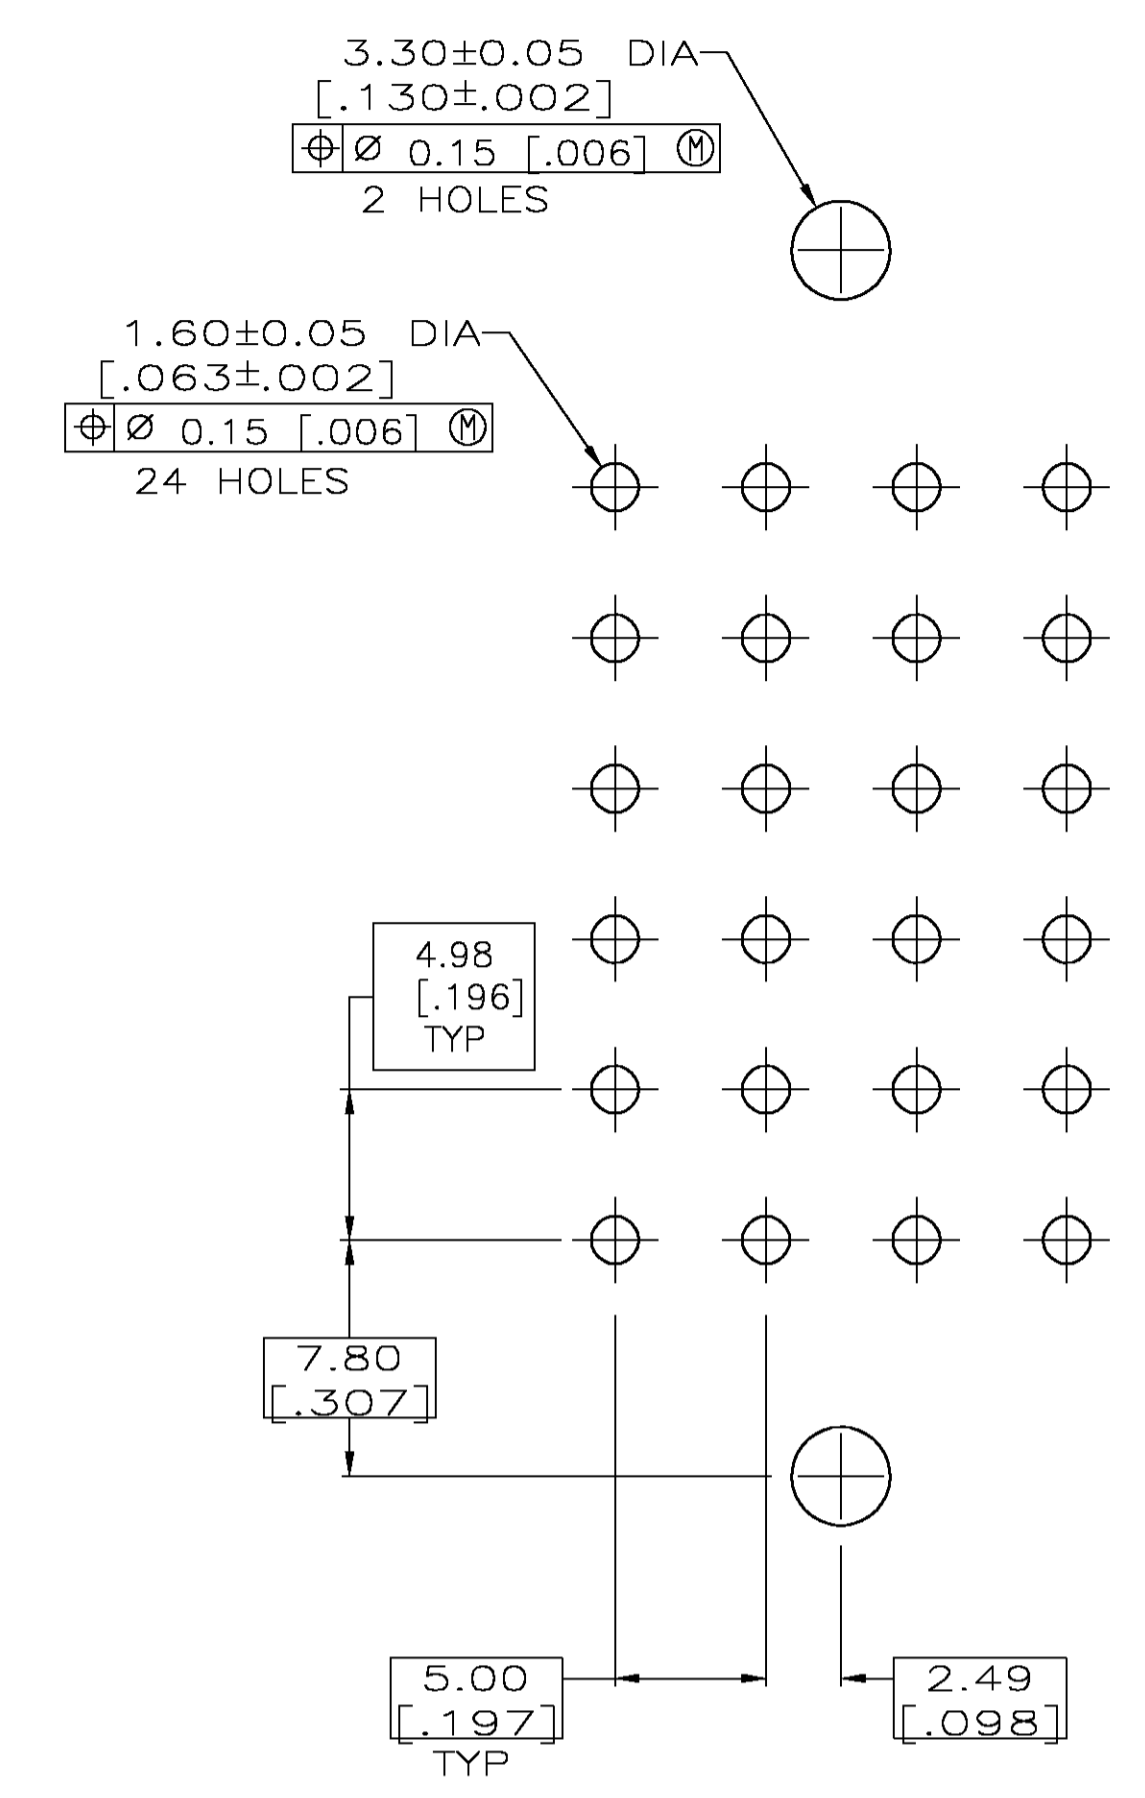 3.30±0.05 DIA
[.130±.002]
⌖ ⌀ 0.15 [.006] Ⓜ
2 HOLES
1.60±0.05 DIA
[.063±.002]
⌖ ⌀ 0.15 [.006] Ⓜ
24 HOLES
4.98
[.196]
TYP
7.80
[.307]
5.00
[.197]
TYP
2.49
[.098]